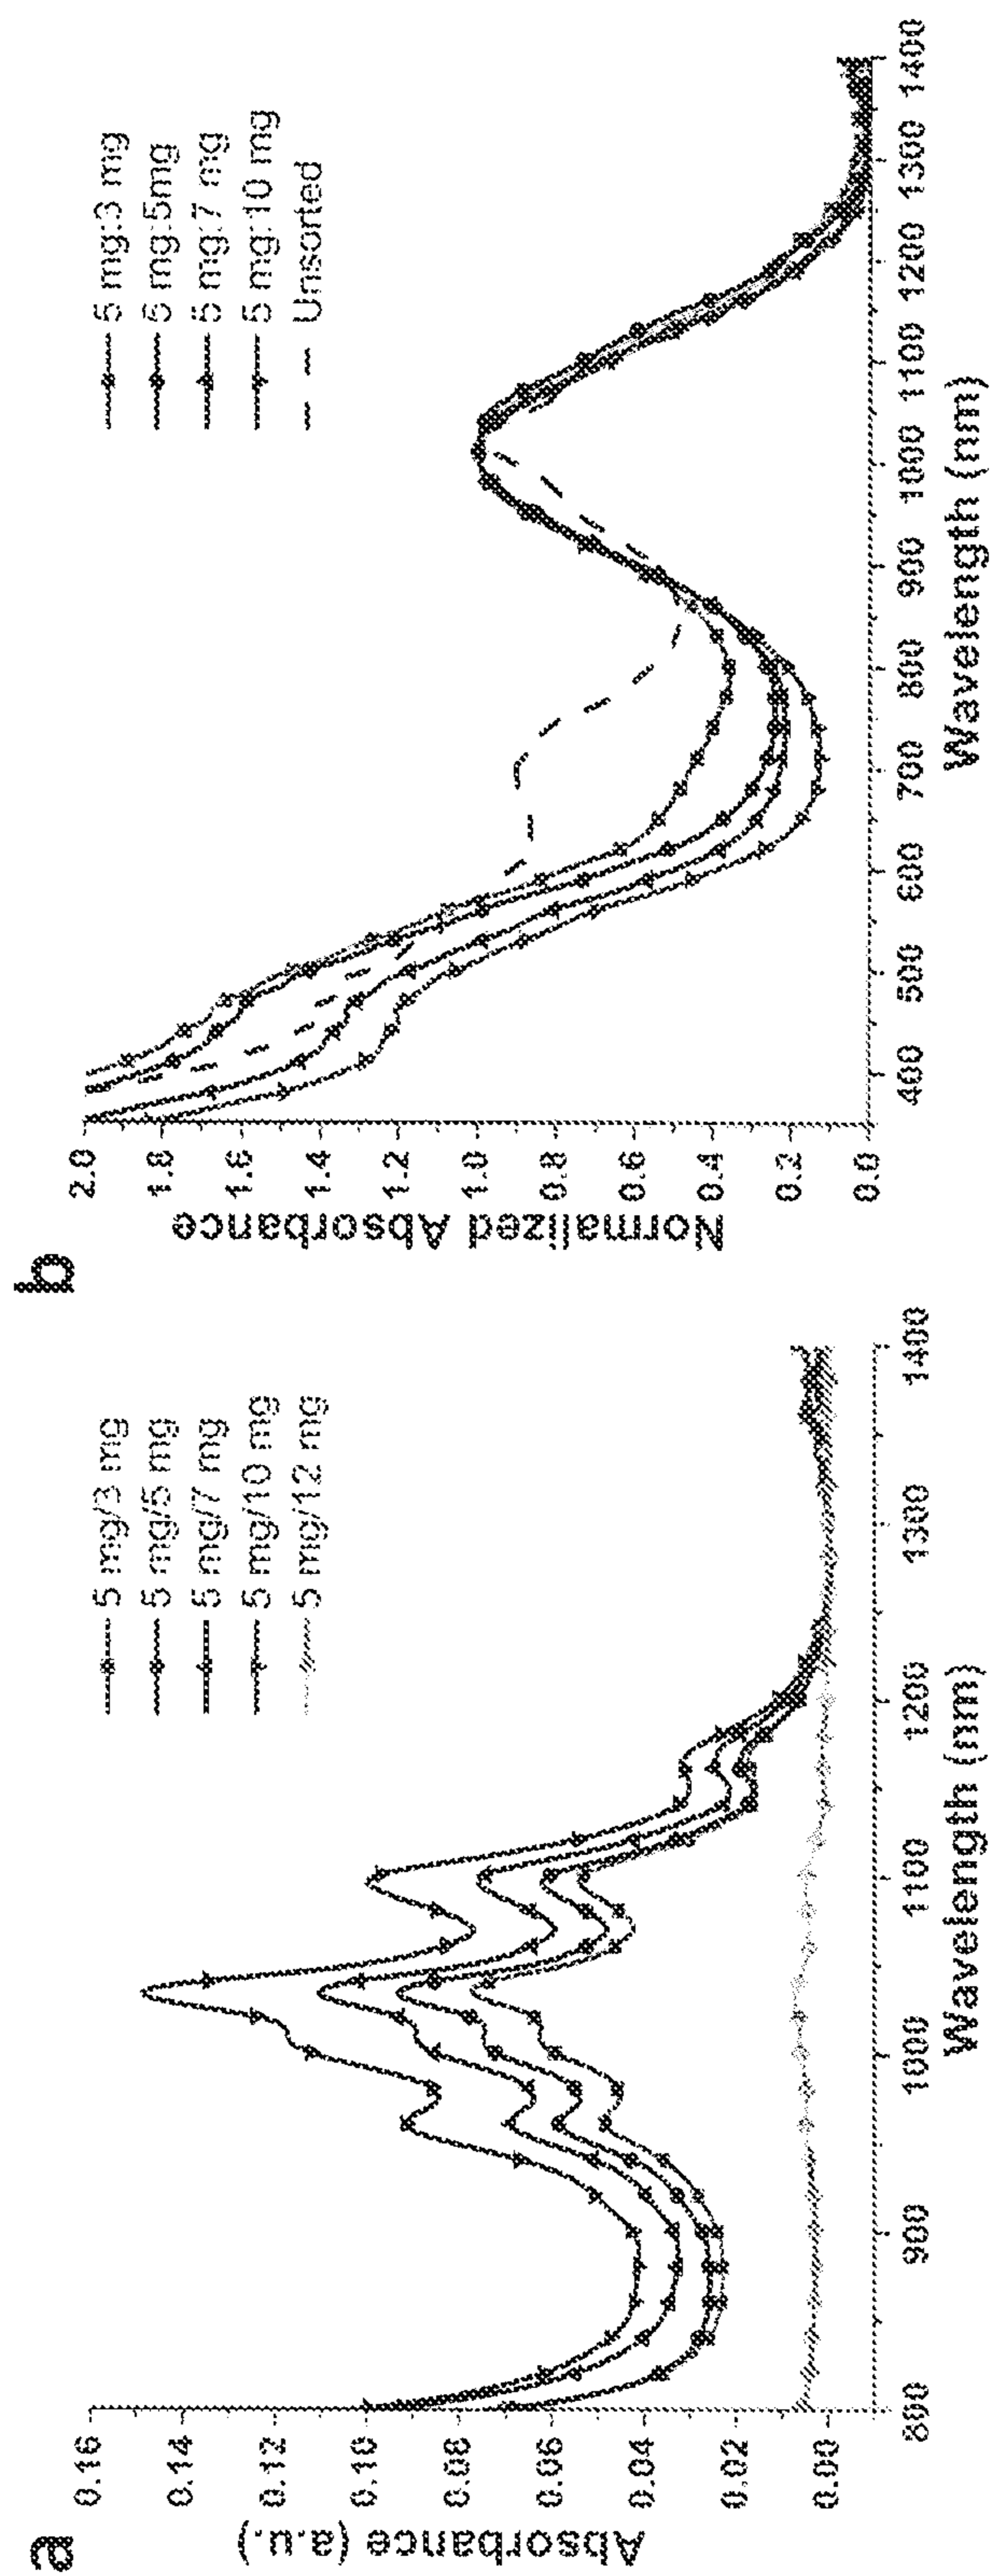 a
Absorbance (a.u.)
0.16
0.14
0.12
0.10
0.08
0.06
0.04
0.02
0.00
800
900
1000
1100
1200
1300
1400
Wavelength (nm)
5 mg/3 mg
5 mg/5 mg
5 mg/7 mg
5 mg/10 mg
5 mg/12 mg
b
Normalized Absorbance
2.0
1.8
1.6
1.4
1.2
1.0
0.8
0.6
0.4
0.2
0.0
400
500
600
700
800
900
1000
1100
1200
1300
1400
Wavelength (nm)
5 mg:3 mg
5 mg:5mg
5 mg:7 mg
5 mg:10 mg
Unsorted